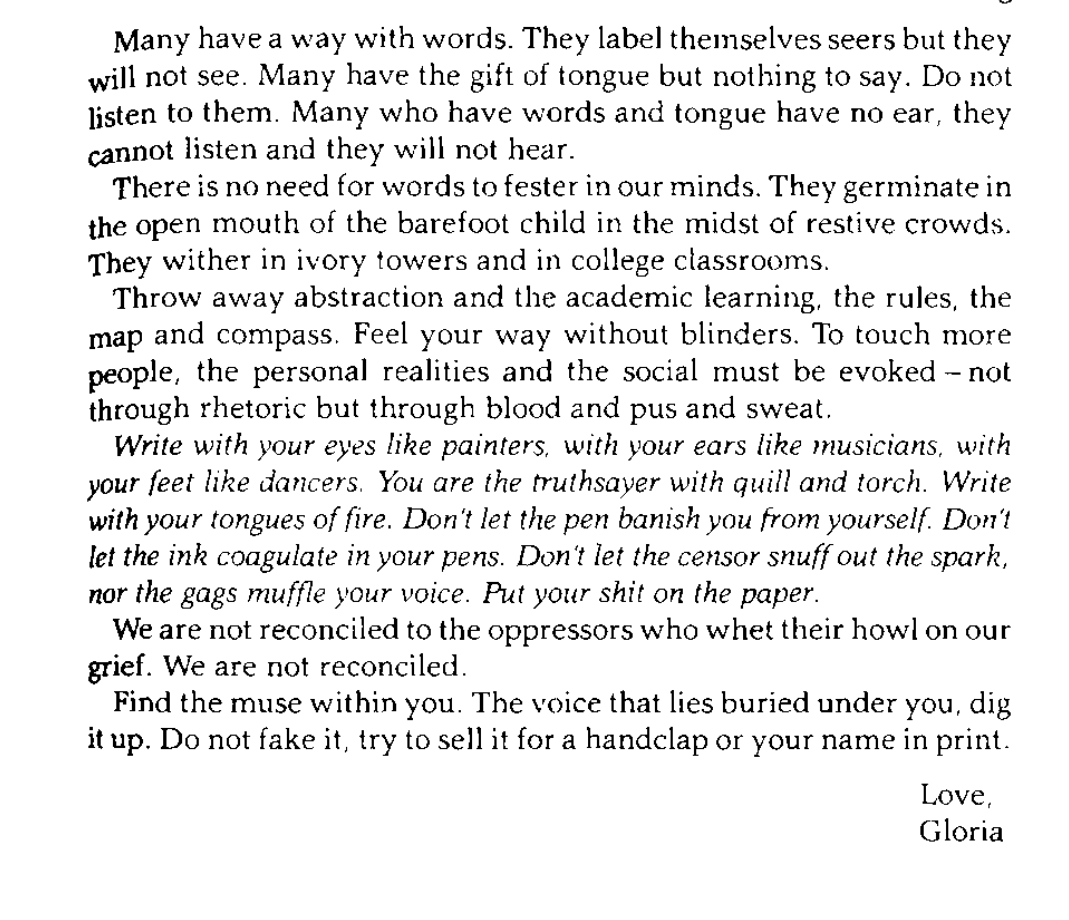 Many have a way with words. They label themselves seers but they
will not see. Many have the gift of tongue but nothing to say. Do not
listen to them. Many who have words and tongue have no ear, they
cannot listen and they will not hear.
There is no need for words to fester in our minds. They germinate in
the open mouth of the barefoot child in the midst of restive crowds.
They wither in ivory towers and in college classrooms.
Throw away abstraction and the academic learning, the rules, the
map and compass. Feel your way without blinders. To touch more
people, the personal realities and the social must be evoked – not
through rhetoric but through blood and pus and sweat.
Write with your eyes like painters, with your ears like musicians, with
your feet like dancers. You are the truthsayer with quill and torch. Write
with your tongues of fire. Don't let the pen banish you from yourself. Don't
let the ink coagulate in your pens. Don't let the censor snuff out the spark,
nor the gags muffle your voice. Put your shit on the paper.
We are not reconciled to the oppressors who whet their howl on our
grief. We are not reconciled.
Find the muse within you. The voice that lies buried under you, dig
it up. Do not fake it, try to sell it for a handclap or your name in print.
Love,
Gloria